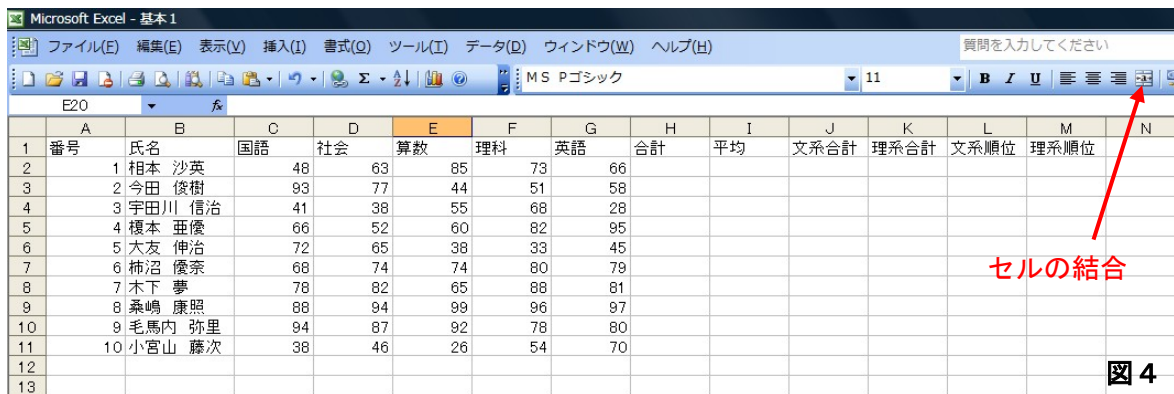 Microsoft Excel - 基本1
ファイル(F) 編集(E) 表示(V) 挿入(I) 書式(O) ツール(T) データ(D) ウィンドウ(W) ヘルプ(H) 質問を入力してください
Σ MS Pゴシック 11 B I U
E20 fx
A B C D E F G H I J K L M N
1 番号 氏名 国語 社会 算数 理科 英語 合計 平均 文系合計 理系合計 文系順位 理系順位
2 1 相本 沙英 48 63 85 73 66
3 2 今田 俊樹 93 77 44 51 58
4 3 宇田川 信治 41 38 55 68 28
5 4 榎本 亜優 66 52 60 82 95
6 5 大友 伸治 72 65 38 33 45
7 6 柿沼 優奈 68 74 74 80 79
8 7 木下 夢 78 82 65 88 81
9 8 桑嶋 康照 88 94 99 96 97
10 9 毛馬内 弥里 94 87 92 78 80
11 10 小宮山 藤次 38 46 26 54 70
12
13
セルの結合
図4